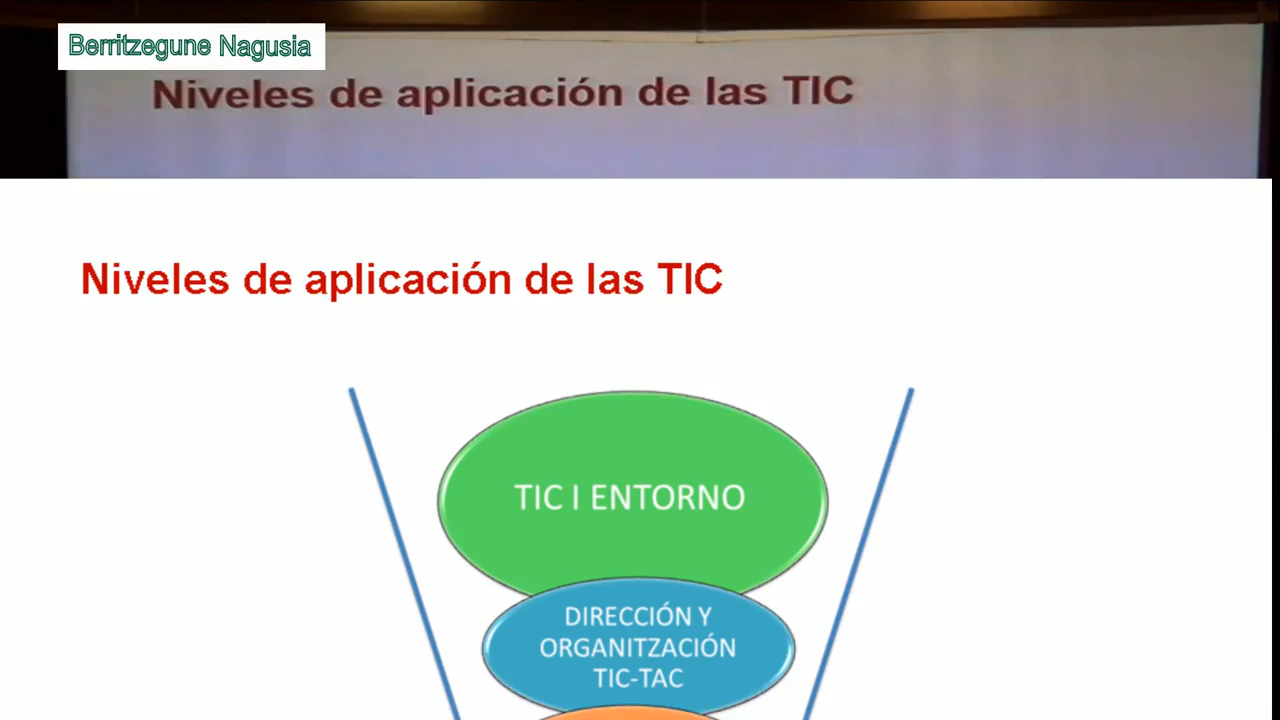 Berritzegune Nagusia
Niveles de aplicación de las TIC
Niveles de aplicación de las TIC
TIC I ENTORNO
DIRECCIÓN Y
ORGANITZACIÓN
TIC-TAC